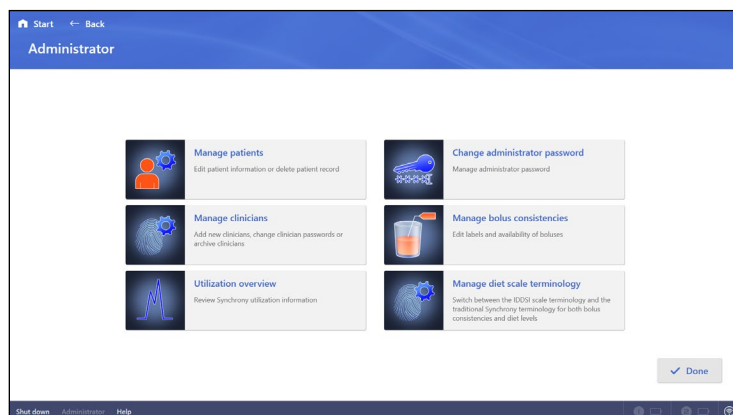 Start ← Back
Administrator
Manage patients
Edit patient information or delete patient record
Change administrator password
Manage administrator password
Manage clinicians
Add new clinicians, change clinician passwords or
archive clinicians
Manage bolus consistencies
Edit labels and availability of boluses
Utilization overview
Review Synchrony utilization information
Manage diet scale terminology
Switch between the IDDSI scale terminology and the
traditional Synchrony terminology for both bolus
consistencies and diet levels
Done
Shut down Administrator Help